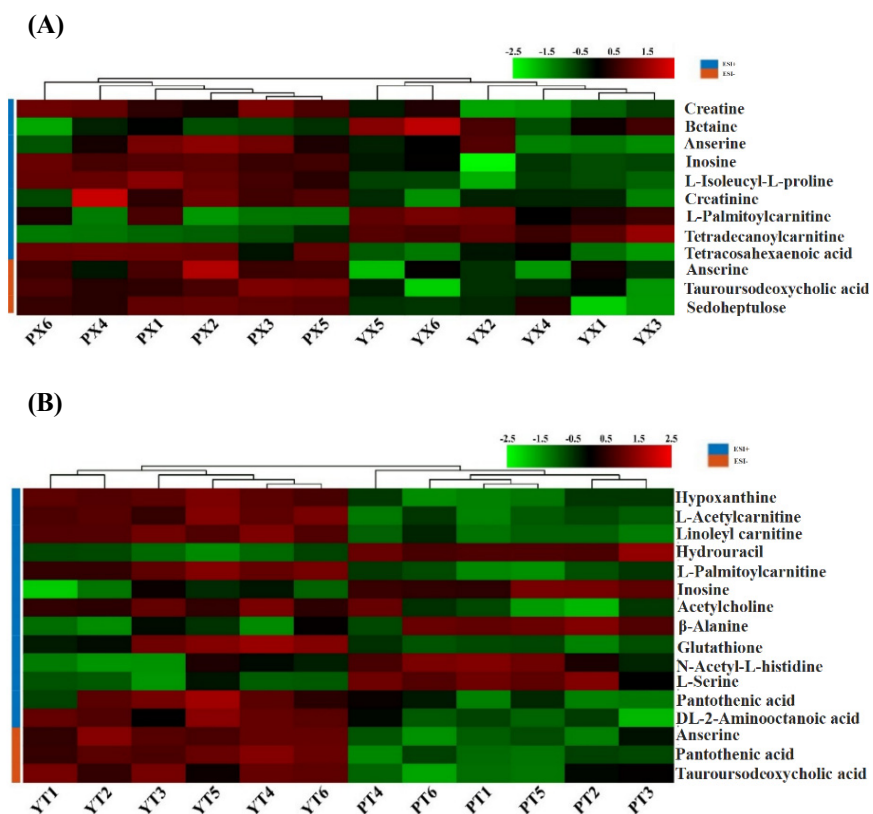 (A)
-2.5 -1.5 -0.5 0.5 1.5
ESI+
ESI-
Creatine
Betaine
Anserine
Inosine
L-Isoleucyl-L-proline
Creatinine
L-Palmitoylcarnitine
Tetradecanoylcarnitine
Tetracosahexaenoic acid
Anserine
Tauroursodeoxycholic acid
Sedoheptulose
PX6 PX4 PX1 PX2 PX3 PX5 YX5 YX6 YX2 YX4 YX1 YX3
(B)
-2.5 -1.5 -0.5 0.5 1.5 2.5
ESI+
ESI-
Hypoxanthine
L-Acetylcarnitine
Linoleyl carnitine
Hydrouracil
L-Palmitoylcarnitine
Inosine
Acetylcholine
β-Alanine
Glutathione
N-Acetyl-L-histidine
L-Serine
Pantothenic acid
DL-2-Aminooctanoic acid
Anserine
Pantothenic acid
Tauroursodeoxycholic acid
YT1 YT2 YT3 YT5 YT4 YT6 PT4 PT6 PT1 PT5 PT2 PT3